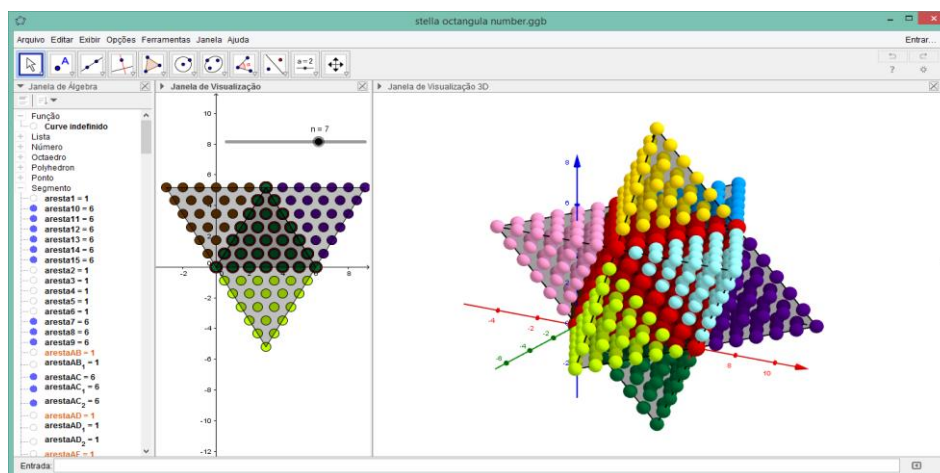 stella octangula number.ggb
Arquivo Editar Exibir Opções Ferramentas Janela Ajuda
Entrar...
a = 2
Janela de Álgebra
Função
Curve indefinido
Lista
Número
Octaedro
Polyhedron
Ponto
Segmento
aresta1 = 1
aresta10 = 6
aresta11 = 6
aresta12 = 6
aresta13 = 6
aresta14 = 6
aresta15 = 6
aresta2 = 1
aresta3 = 1
aresta4 = 1
aresta5 = 1
aresta6 = 1
aresta7 = 6
aresta8 = 6
aresta9 = 6
arestaAB = 1
arestaAB₁ = 1
arestaAC = 6
arestaAC₁ = 6
arestaAC₂ = 6
arestaAD = 1
arestaAD₁ = 1
arestaAD₂ = 1
arestaAE = 1
Janela de Visualização
n = 7
10
8
6
-2
0
8
-2
-4
-6
-8
-10
-12
Janela de Visualização 3D
8
6
-4
-2
-6
8
10
Entrada: